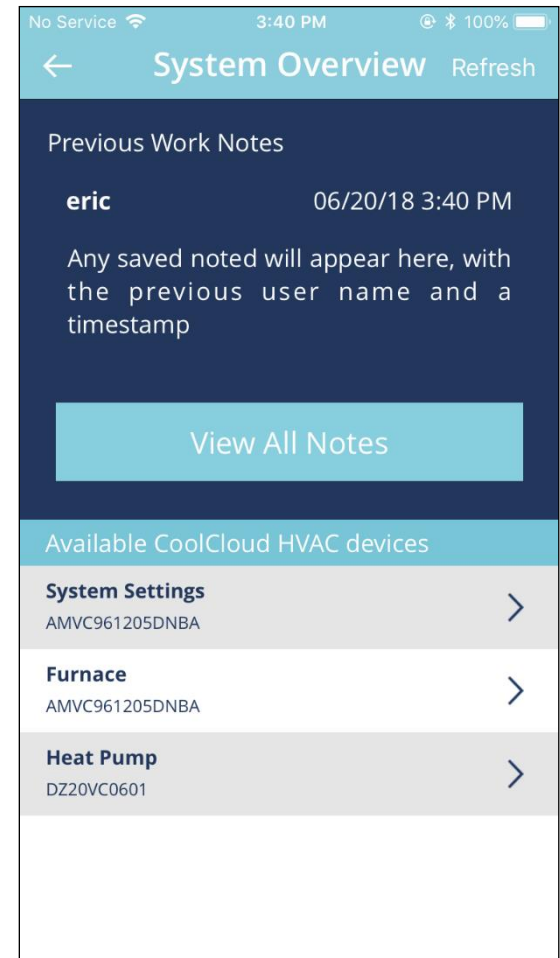 No Service 3:40 PM 100%
System Overview Refresh
Previous Work Notes
eric 06/20/18 3:40 PM
Any saved noted will appear here, with
the previous user name and a
timestamp
View All Notes
Available CoolCloud HVAC devices
System Settings
AMVC961205DNBA
Furnace
AMVC961205DNBA
Heat Pump
DZ20VC0601